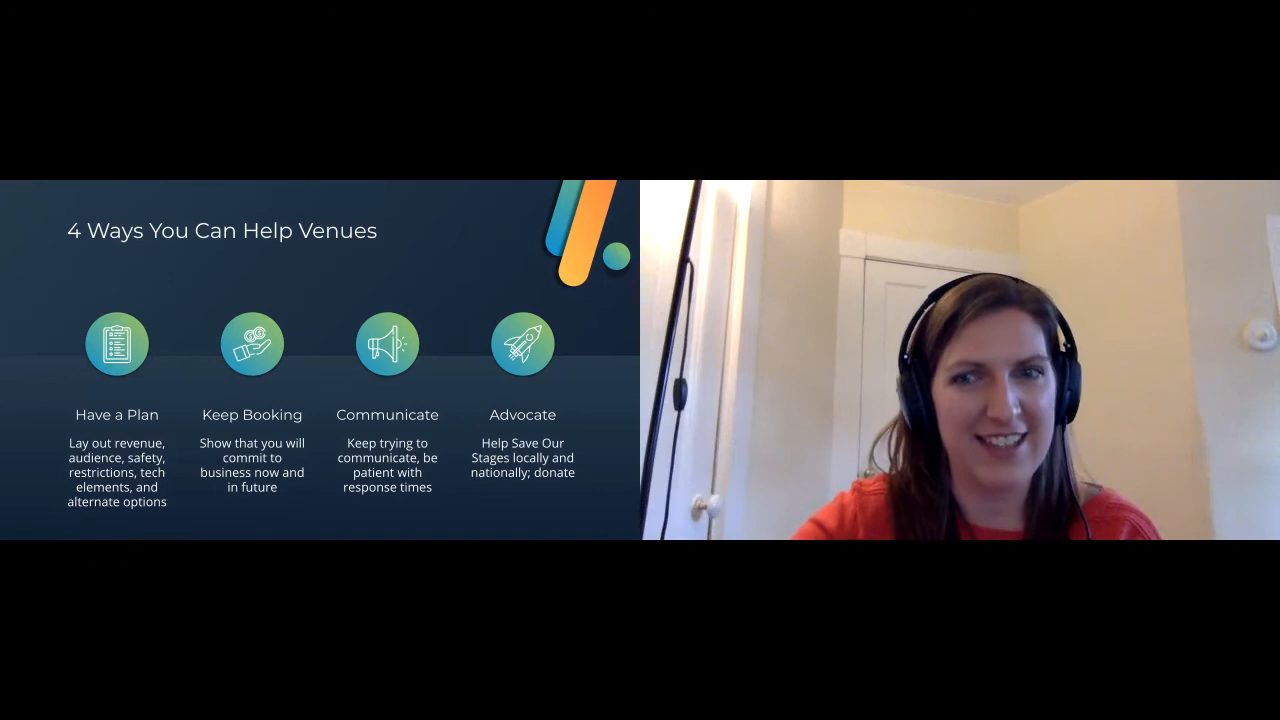 4 Ways You Can Help Venues
Have a Plan
Lay out revenue,
audience, safety,
restrictions, tech
elements, and
alternate options
Keep Booking
Show that you will
commit to
business now and
in future
Communicate
Keep trying to
communicate, be
patient with
response times
Advocate
Help Save Our
Stages locally and
nationally; donate